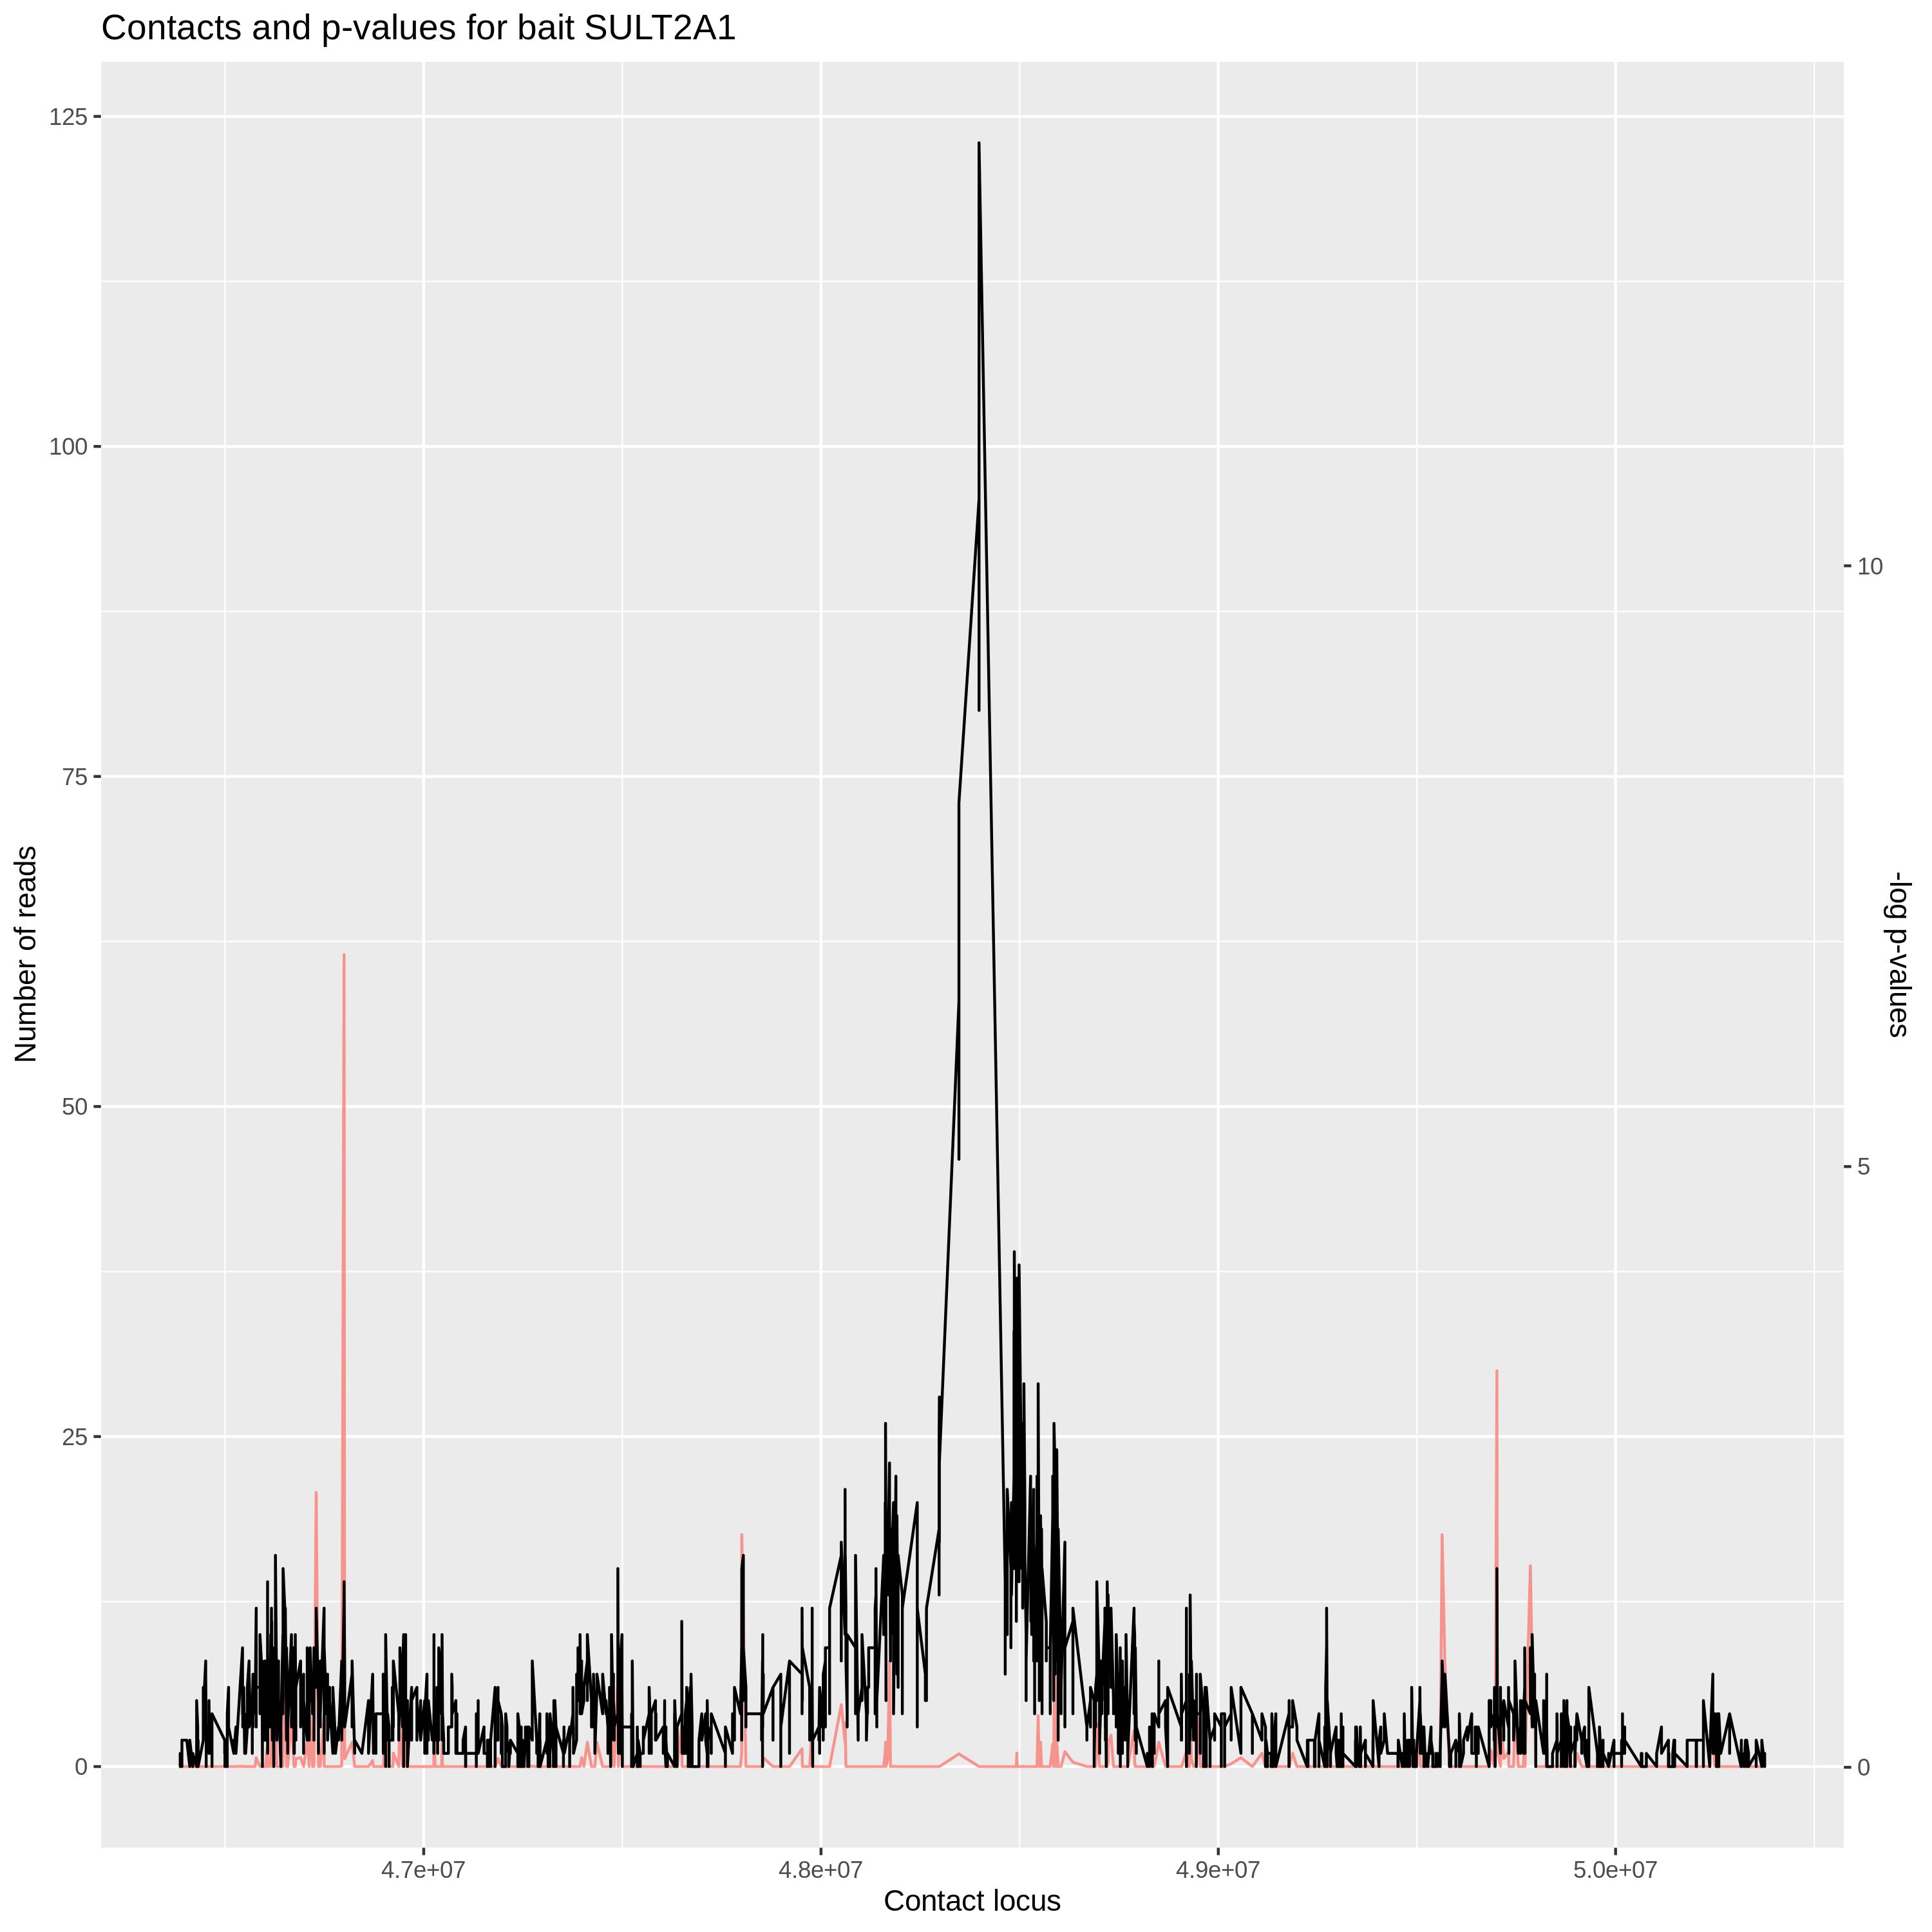 Contacts and p-values for bait SULT2A1
125
100
75
50
25
0
Number of reads
10
5
0
-log p-values
4.7e+07
4.8e+07
4.9e+07
5.0e+07
Contact locus